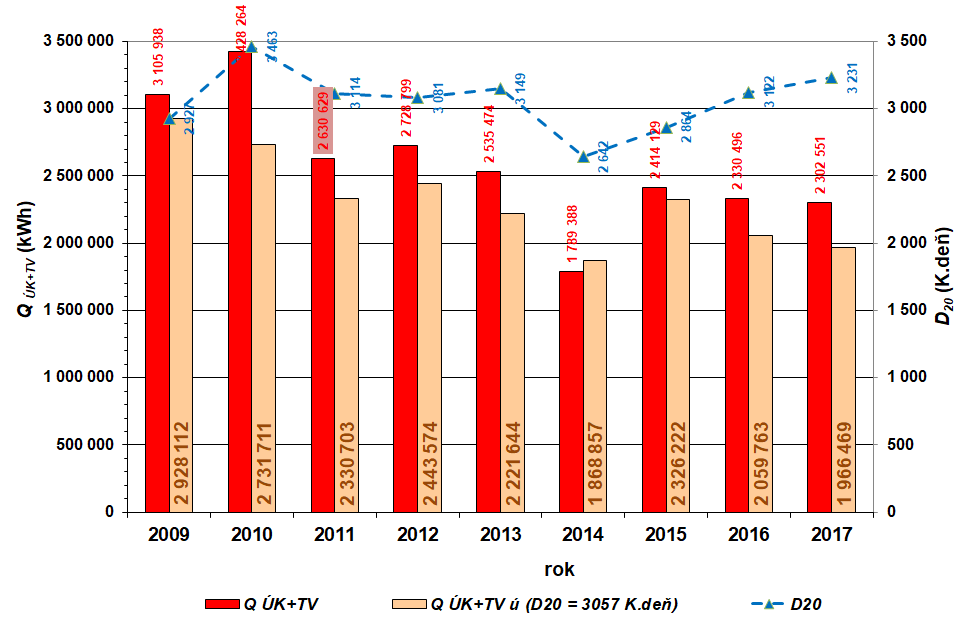 3 500 000
3 000 000
2 500 000
2 000 000
1 500 000
1 000 000
500 000
0
Q ÚK+TV (kWh)
3 105 938
428 264
2 630 629
2 728 799
2 535 474
1 789 388
2 414 129
2 330 496
2 302 551
2 927
3 463
3 114
3 081
3 149
2 642
2 864
3 122
3 231
2 928 112
2 731 711
2 330 703
2 443 574
2 221 644
1 868 857
2 326 222
2 059 763
1 966 469
3 500
3 000
2 500
2 000
1 500
1 000
500
0
D20 (K.deň)
2009 2010 2011 2012 2013 2014 2015 2016 2017
rok
Q ÚK+TV Q ÚK+TV ú (D20 = 3057 K.deň) D20